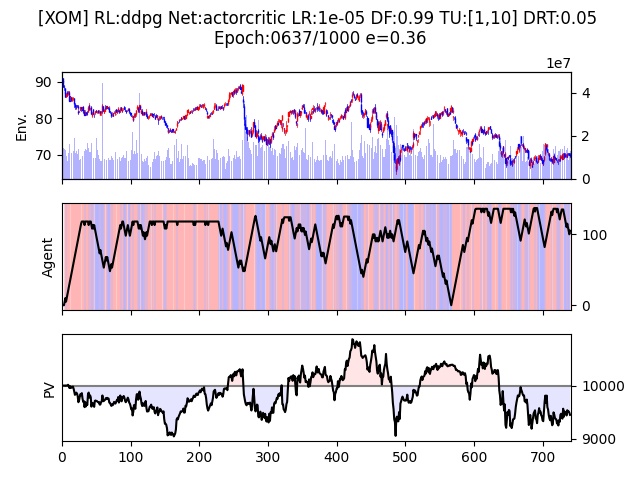 [XOM] RL:ddpg Net:actorcritic LR:1e-05 DF:0.99 TU:[1,10] DRT:0.05
Epoch:0637/1000 e=0.36
1e7
90
80
70
Env.
4
2
0
Agent
100
0
PV
10000
9000
0 100 200 300 400 500 600 700